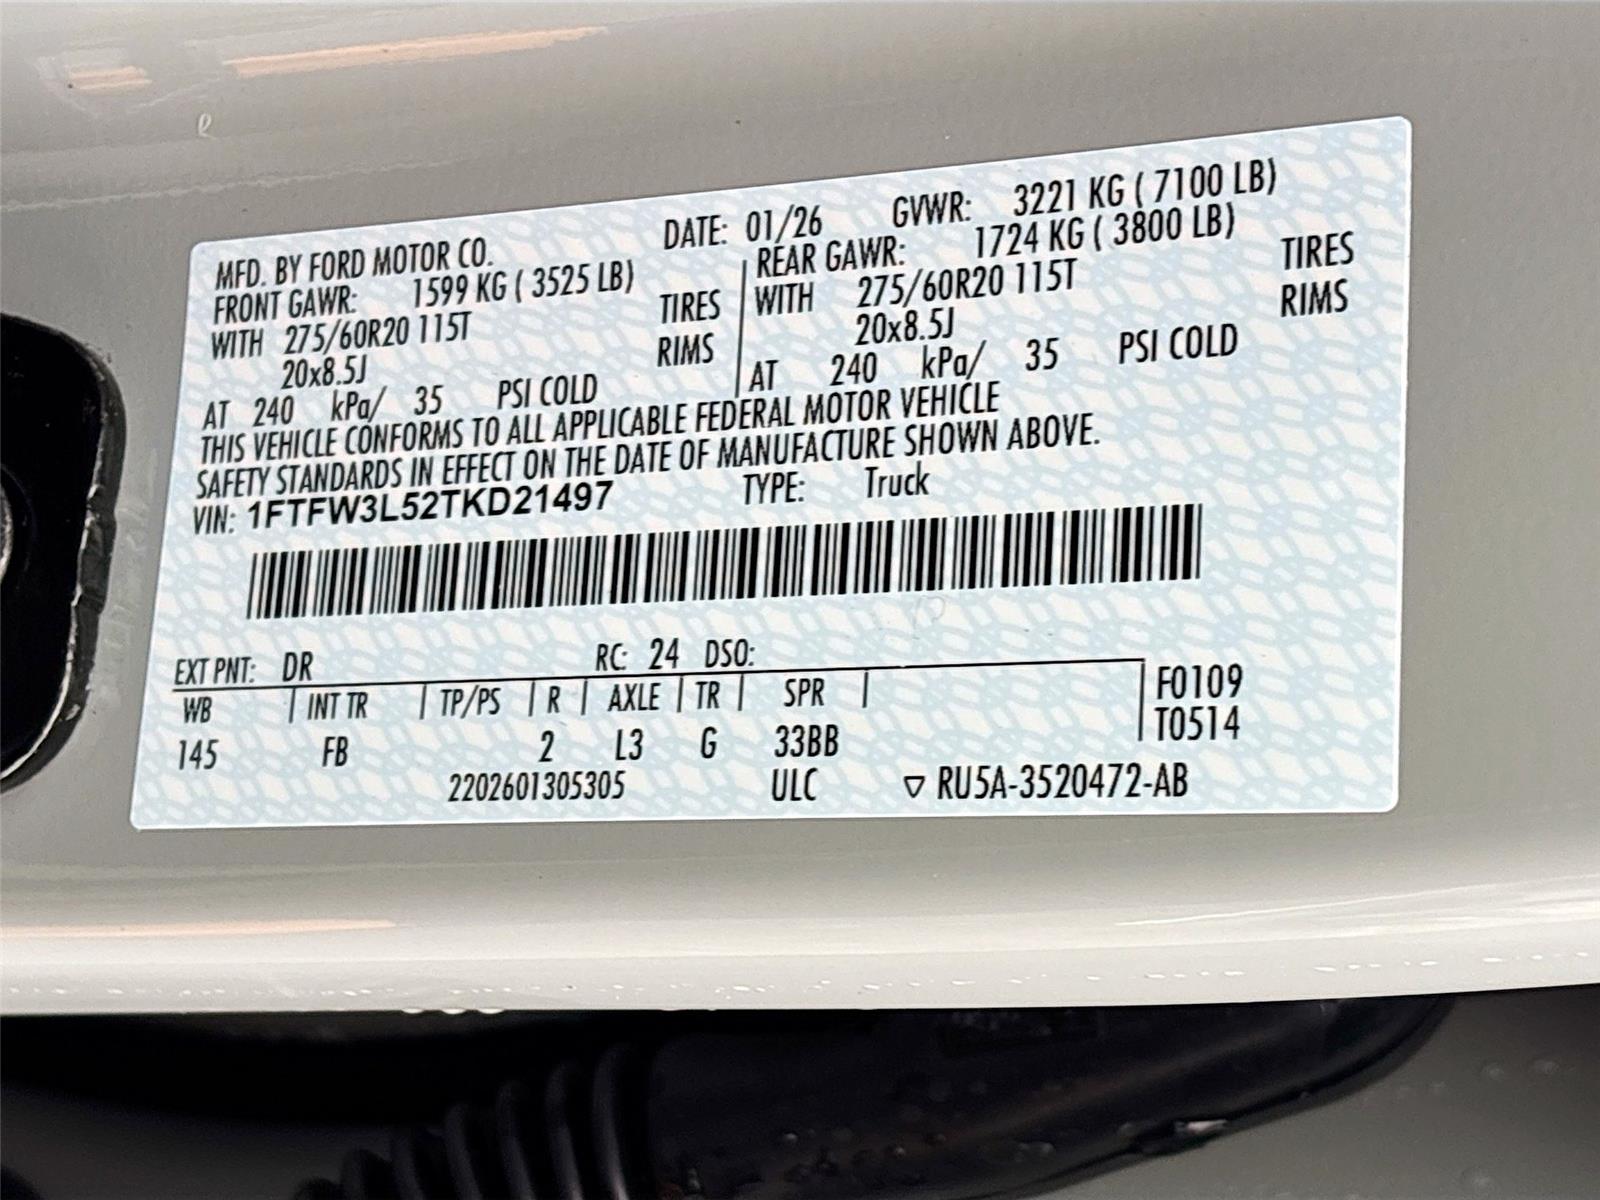 MFD. BY FORD MOTOR CO. DATE: 01/26 GVWR: 3221 KG ( 7100 LB)
FRONT GAWR: 1599 KG ( 3525 LB) REAR GAWR: 1724 KG ( 3800 LB)
WITH 275/60R20 115T TIRES WITH 275/60R20 115T TIRES
20x8.5J RIMS 20x8.5J RIMS
AT 240 kPa/ 35 PSI COLD AT 240 kPa/ 35 PSI COLD
THIS VEHICLE CONFORMS TO ALL APPLICABLE FEDERAL MOTOR VEHICLE
SAFETY STANDARDS IN EFFECT ON THE DATE OF MANUFACTURE SHOWN ABOVE.
VIN: 1FTFW3L52TKD21497 TYPE: Truck
EXT PNT: DR RC: 24 DSO:
WB INT TR TP/PS R AXLE TR SPR F0109
145 FB 2 L3 G 33BB T0514
2202601305305 ULC ▽ RU5A-3520472-AB